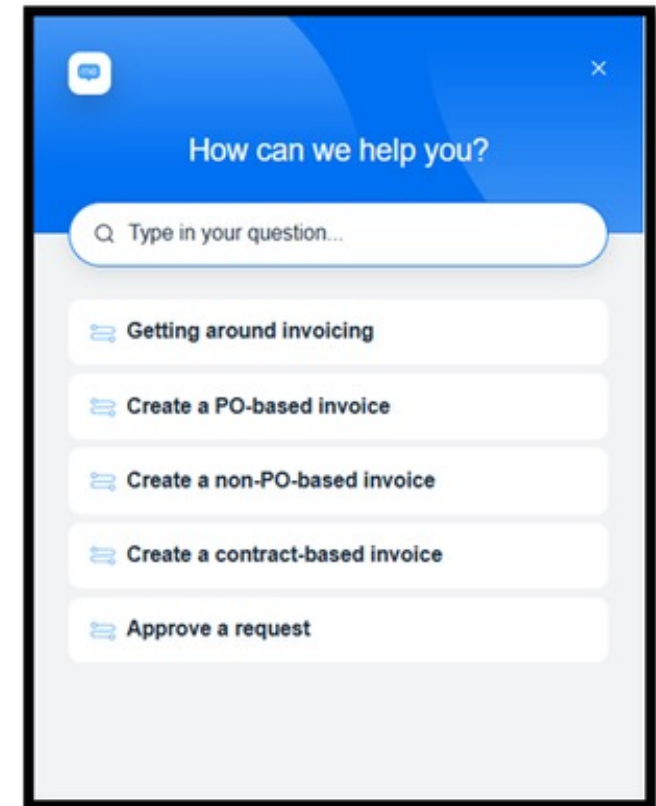 me
How can we help you?
Type in your question...
Getting around invoicing
Create a PO-based invoice
Create a non-PO-based invoice
Create a contract-based invoice
Approve a request